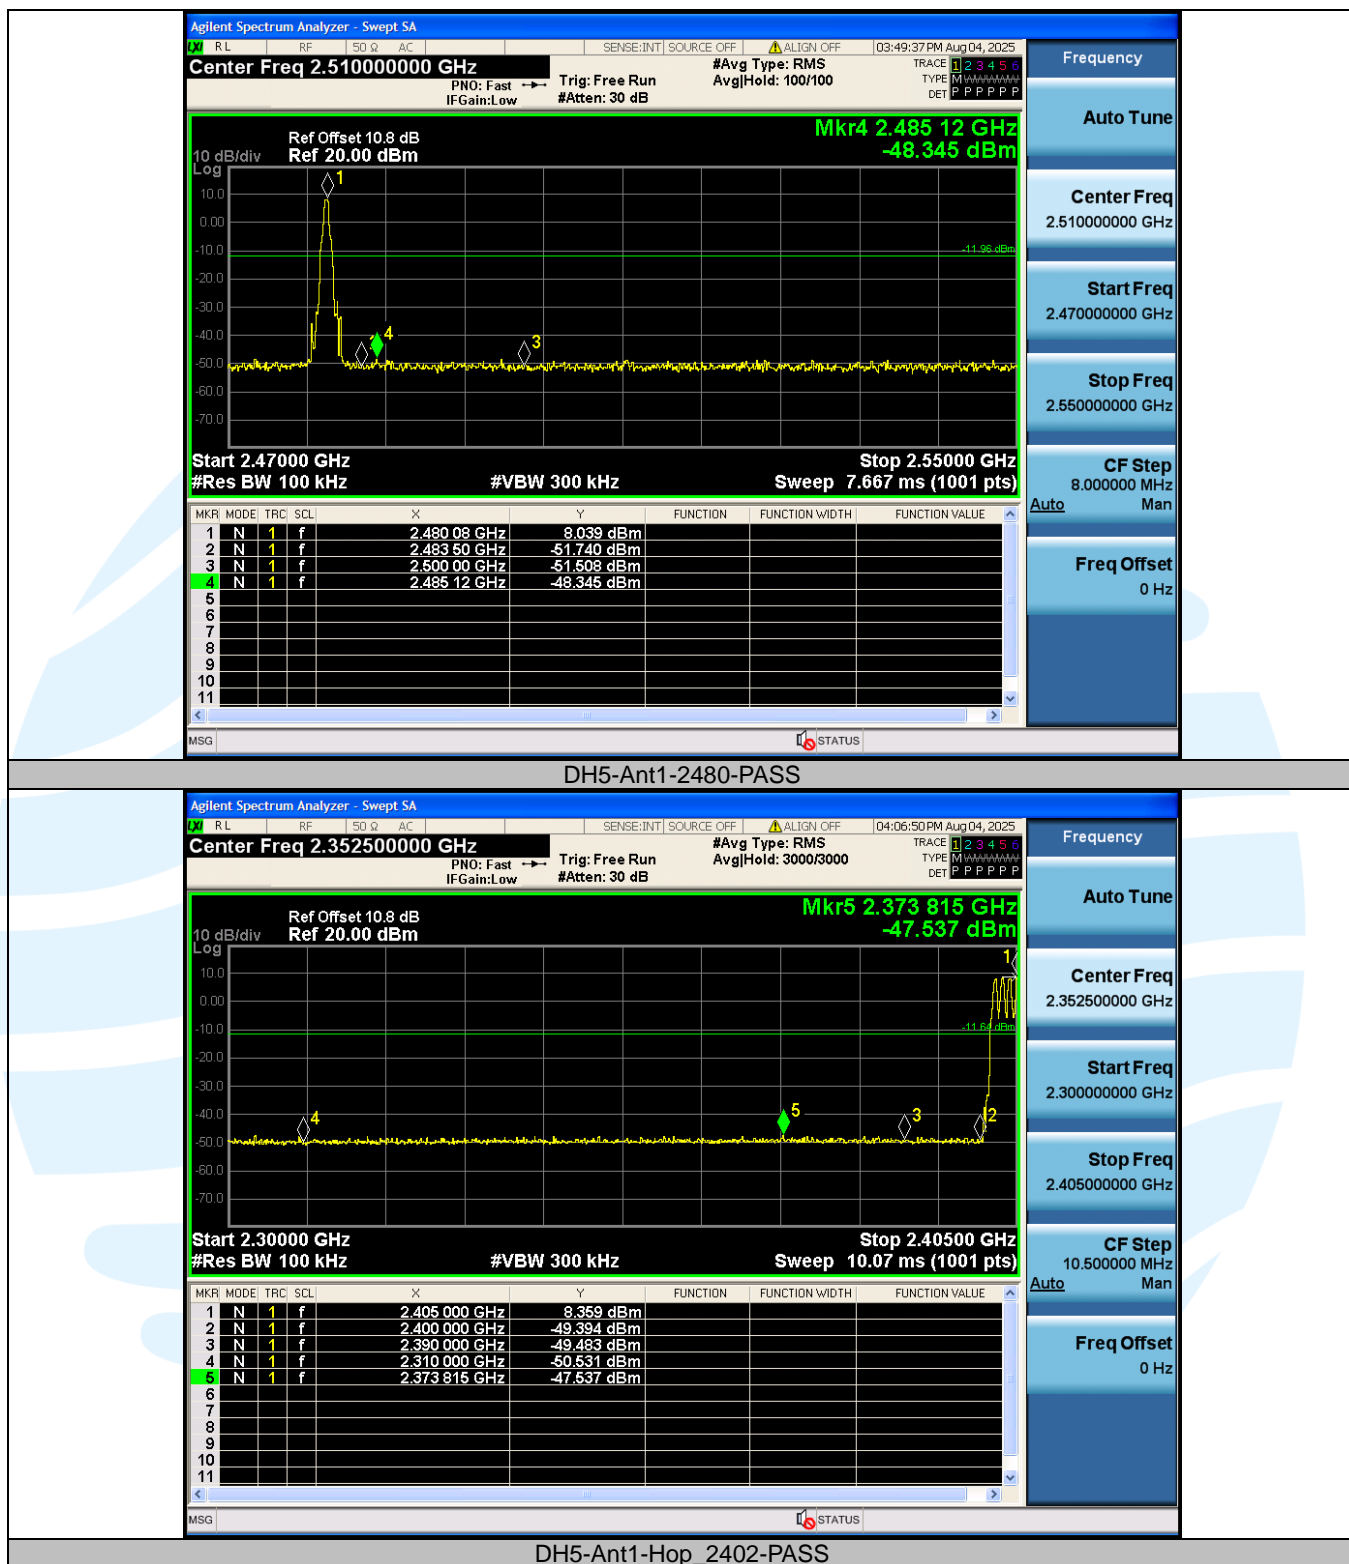 Agilent Spectrum Analyzer - Swept SA
LXI RL RF 50 Ω AC SENSE:INT SOURCE OFF ALIGN OFF 03:49:37 PM Aug 04, 2025
Center Freq 2.510000000 GHz
PNO: Fast
IFGain:Low
Trig: Free Run
#Atten: 30 dB
#Avg Type: RMS
Avg|Hold: 100/100
TRACE 1 2 3 4 5 6
TYPE M WWWWW
DET P P P P P P
Mkr4 2.485 12 GHz
-48.345 dBm
Ref Offset 10.8 dB
10 dB/div Ref 20.00 dBm
Log
10.0
0.00
-10.0
-20.0
-30.0
-40.0
-50.0
-60.0
-70.0
1
-11.96 dBm
4
3
Start 2.47000 GHz Stop 2.55000 GHz
#Res BW 100 kHz #VBW 300 kHz Sweep 7.667 ms (1001 pts)
MKR MODE TRC SCL X Y FUNCTION FUNCTION WIDTH FUNCTION VALUE
1 N 1 f 2.480 08 GHz 8.039 dBm
2 N 1 f 2.483 50 GHz -51.740 dBm
3 N 1 f 2.500 00 GHz -51.508 dBm
4 N 1 f 2.485 12 GHz -48.345 dBm
5
6
7
8
9
10
11
MSG STATUS
Frequency
Auto Tune
Center Freq
2.510000000 GHz
Start Freq
2.470000000 GHz
Stop Freq
2.550000000 GHz
CF Step
8.000000 MHz
Auto Man
Freq Offset
0 Hz
DH5-Ant1-2480-PASS
Agilent Spectrum Analyzer - Swept SA
LXI RL RF 50 Ω AC SENSE:INT SOURCE OFF ALIGN OFF 04:06:50 PM Aug 04, 2025
Center Freq 2.352500000 GHz
PNO: Fast
IFGain:Low
Trig: Free Run
#Atten: 30 dB
#Avg Type: RMS
Avg|Hold: 3000/3000
TRACE 1 2 3 4 5 6
TYPE M WWWWW
DET P P P P P P
Mkr5 2.373 815 GHz
-47.537 dBm
Ref Offset 10.8 dB
10 dB/div Ref 20.00 dBm
Log
10.0
0.00
-10.0
-20.0
-30.0
-40.0
-50.0
-60.0
-70.0
1
-11.64 dBm
4
5
3
2
Start 2.30000 GHz Stop 2.40500 GHz
#Res BW 100 kHz #VBW 300 kHz Sweep 10.07 ms (1001 pts)
MKR MODE TRC SCL X Y FUNCTION FUNCTION WIDTH FUNCTION VALUE
1 N 1 f 2.405 000 GHz 8.359 dBm
2 N 1 f 2.400 000 GHz -49.394 dBm
3 N 1 f 2.390 000 GHz -49.483 dBm
4 N 1 f 2.310 000 GHz -50.531 dBm
5 N 1 f 2.373 815 GHz -47.537 dBm
6
7
8
9
10
11
MSG STATUS
Frequency
Auto Tune
Center Freq
2.352500000 GHz
Start Freq
2.300000000 GHz
Stop Freq
2.405000000 GHz
CF Step
10.500000 MHz
Auto Man
Freq Offset
0 Hz
DH5-Ant1-Hop_2402-PASS